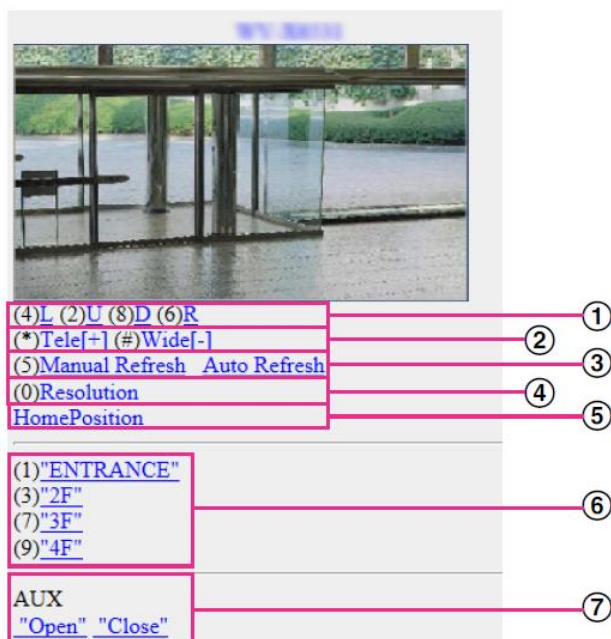 (4)L (2)U (8)D (6)R
①
(*)Tele[+] (#)Wide[-]
②
(5)Manual Refresh Auto Refresh
③
(0)Resolution
④
HomePosition
⑤
(1)"ENTRANCE"
(3)"2F"
⑥
(7)"3F"
(9)"4F"
AUX
⑦
"Open" "Close"